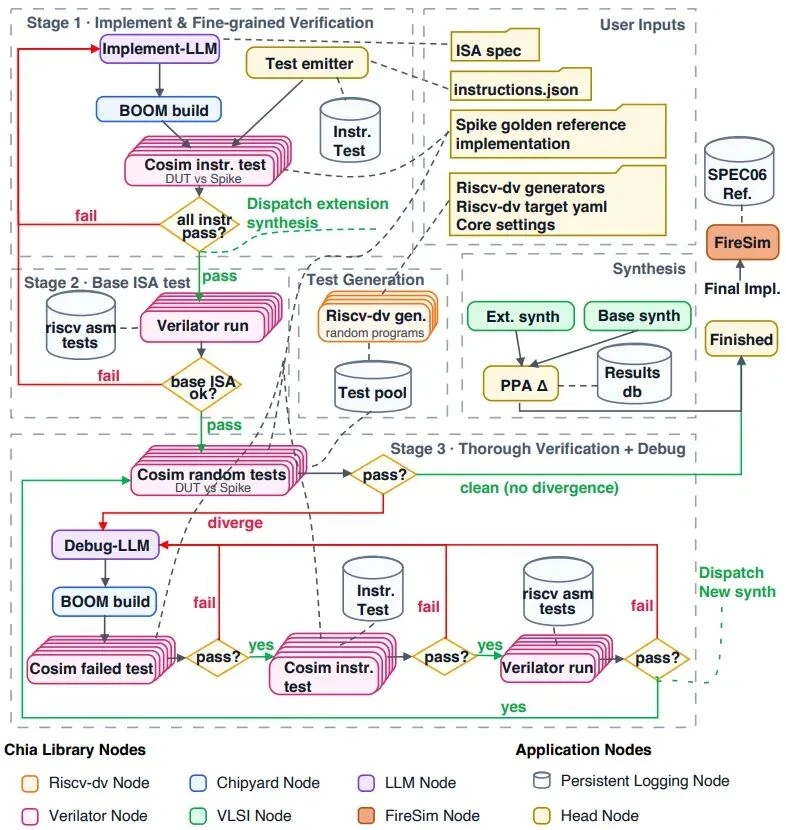 Stage 1 · Implement & Fine-grained Verification
User Inputs
Implement-LLM
Test emitter
BOOM build
Instr.
Test
Cosim instr. test
DUT vs Spike
Dispatch extension
synthesis
fail
all instr
pass?
pass
ISA spec
instructions.json
Spike golden reference
implementation
Riscv-dv generators
Riscv-dv target yaml
Core settings
SPEC06
Ref.
FireSim
Final Impl.
Finished
Stage 2 · Base ISA test
riscv asm
tests
Verilator run
fail
base ISA
ok?
pass
Test Generation
Riscv-dv gen.
random programs
Test pool
Synthesis
Ext. synth
Base synth
PPA Δ
Results
db
Stage 3 · Thorough Verification + Debug
Cosim random tests
DUT vs Spike
pass?
clean (no divergence)
diverge
Debug-LLM
BOOM build
fail
Instr.
Test
fail
riscv asm
tests
fail
Dispatch
New synth
Cosim failed test
pass?
yes
Cosim instr.
test
pass?
yes
Verilator run
pass?
yes
Chia Library Nodes
Application Nodes
Riscv-dv Node
Chipyard Node
LLM Node
Persistent Logging Node
Verilator Node
VLSI Node
FireSim Node
Head Node